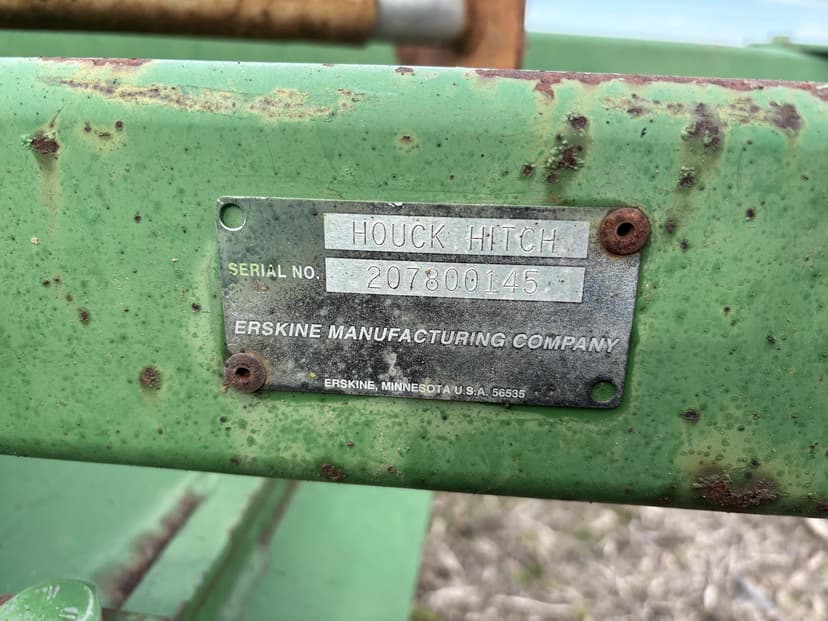 HOUCK HITCH
SERIAL NO. 207800145
ERSKINE MANUFACTURING COMPANY
ERSKINE, MINNESOTA U.S.A. 56535